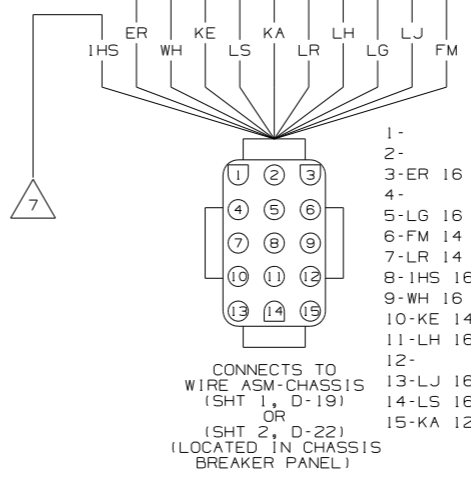 1HS ER WH KE LS KA LR LH LG LJ FM
7
1 2 3
4 5 6
7 8 9
10 11 12
13 14 15
1-
2-
3-ER 16
4-
5-LG 16
6-FM 14
7-LR 14
8-1HS 16
9-WH 16
10-KE 14
11-LH 16
12-
13-LJ 16
14-LS 16
15-KA 12
CONNECTS TO
WIRE ASM-CHASSIS
(SHT 1, D-19)
OR
(SHT 2, D-22)
(LOCATED IN CHASSIS
BREAKER PANEL)